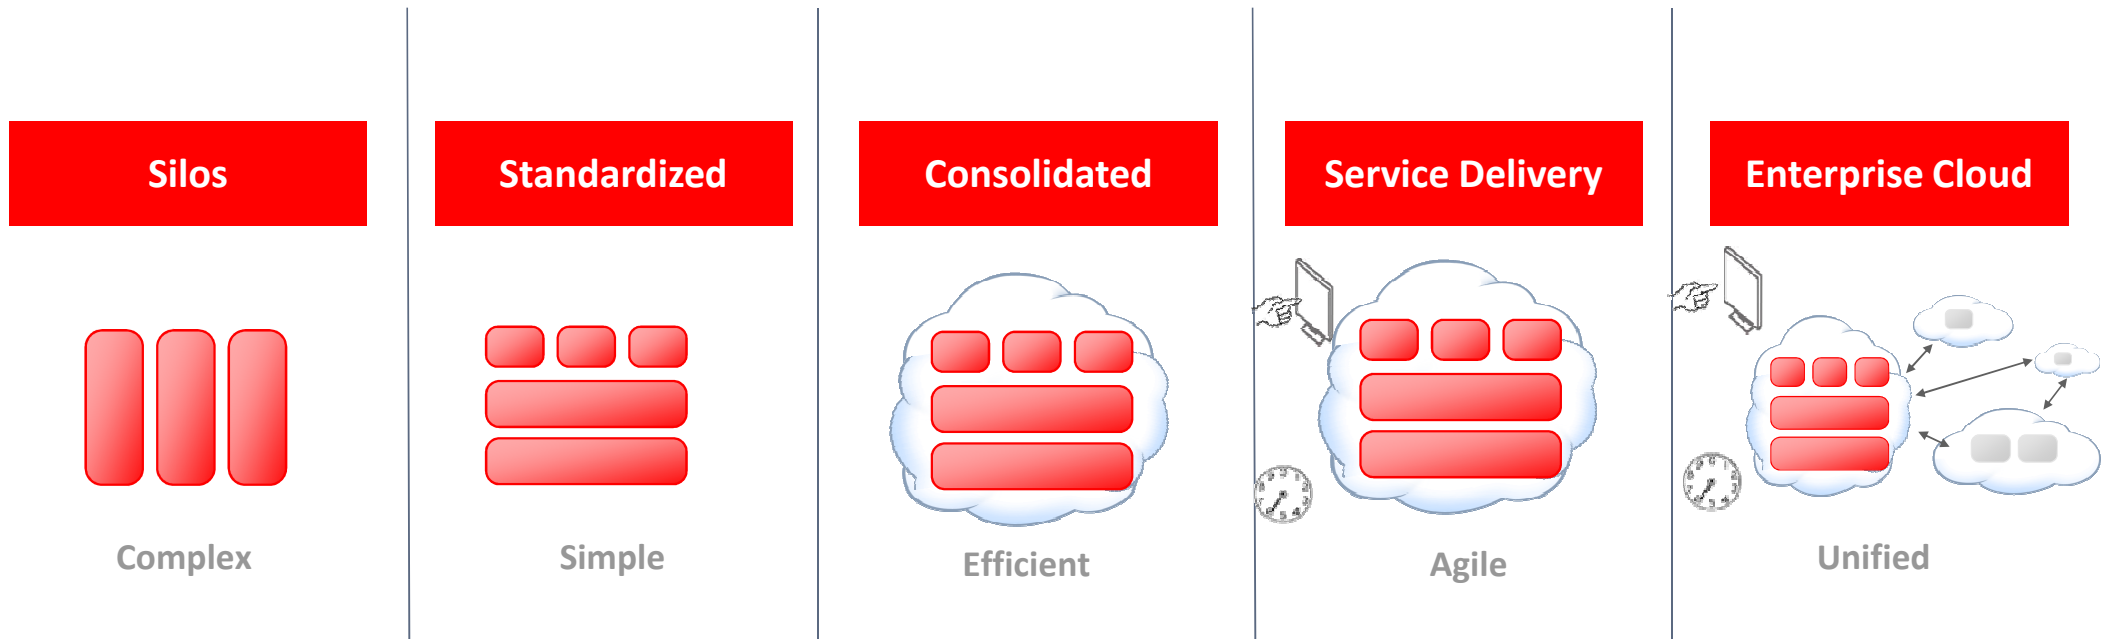 Silos
Standardized
Consolidated
Service Delivery
Enterprise Cloud
Complex
Simple
Efficient
Agile
Unified